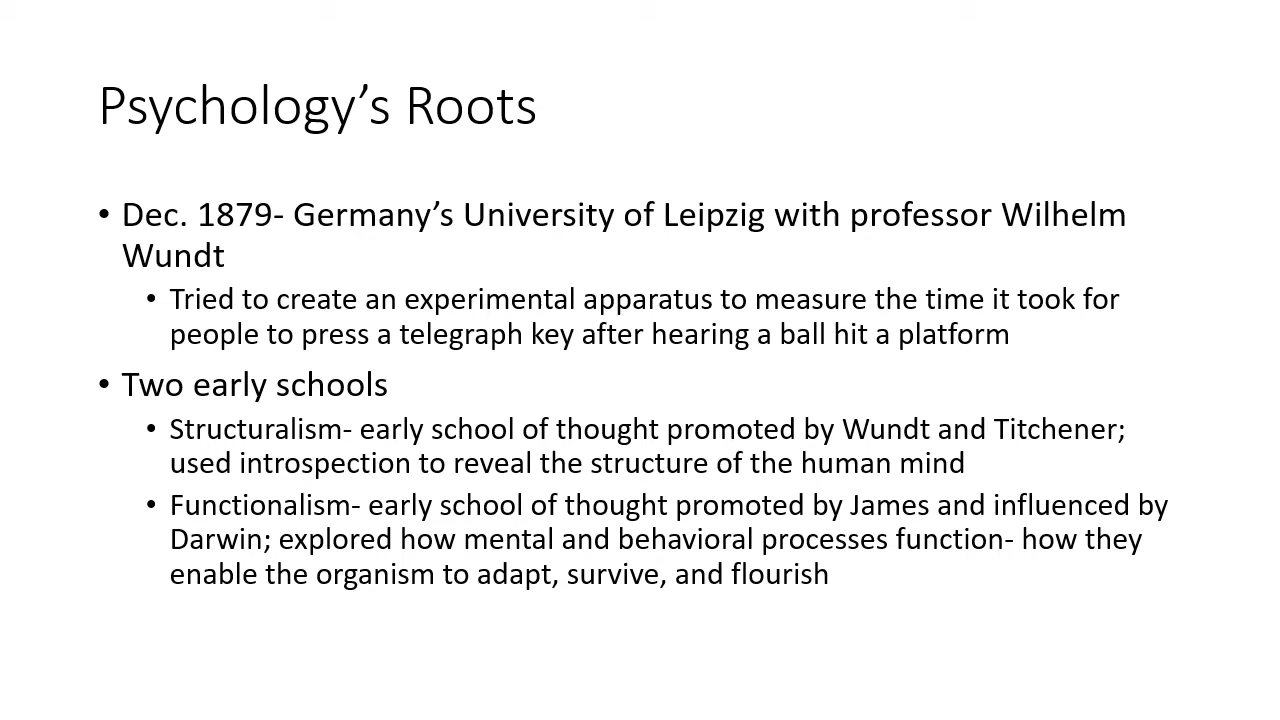 Psychology’s Roots
• Dec. 1879- Germany’s University of Leipzig with professor Wilhelm
Wundt
• Tried to create an experimental apparatus to measure the time it took for
people to press a telegraph key after hearing a ball hit a platform
• Two early schools
• Structuralism- early school of thought promoted by Wundt and Titchener;
used introspection to reveal the structure of the human mind
• Functionalism- early school of thought promoted by James and influenced by
Darwin; explored how mental and behavioral processes function- how they
enable the organism to adapt, survive, and flourish